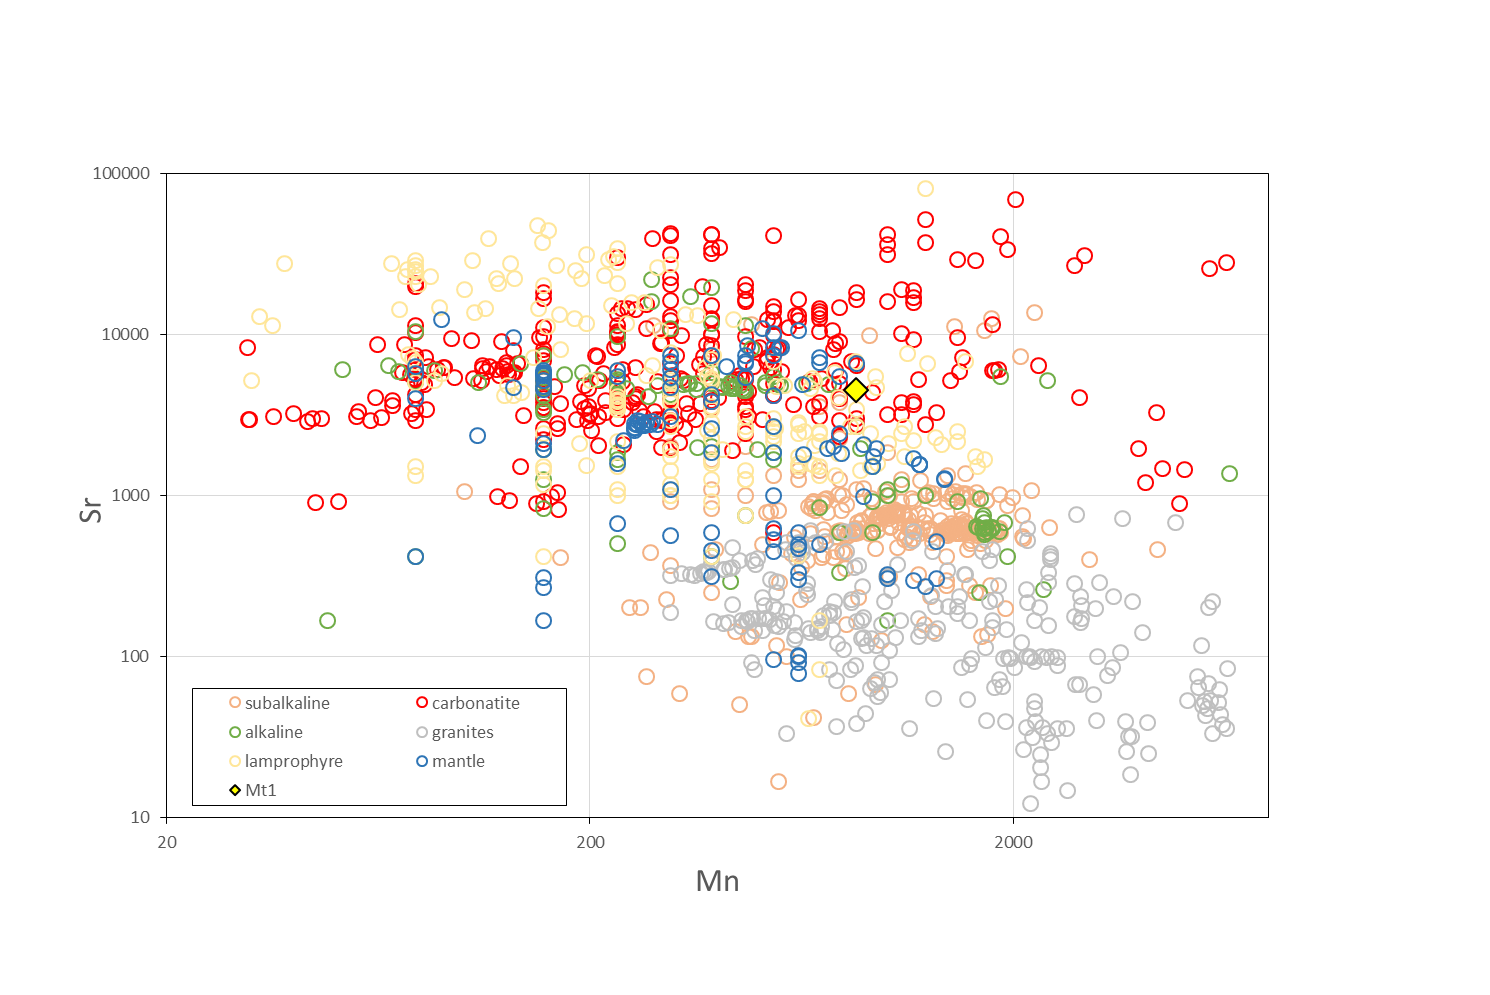 100000
10000
1000
100
10
Sr
subalkaline carbonatite
alkaline granites
lamprophyre mantle
Mt1
20 200 2000
Mn